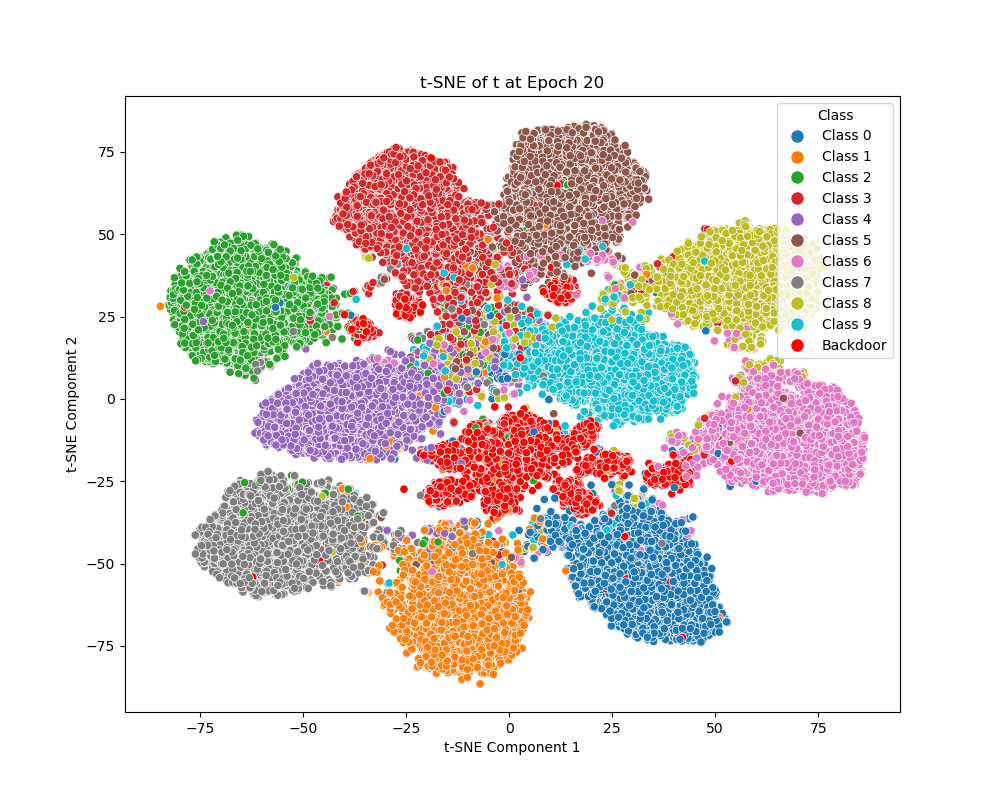 t-SNE of t at Epoch 20
Class
Class 0
Class 1
Class 2
Class 3
Class 4
Class 5
Class 6
Class 7
Class 8
Class 9
Backdoor
75
50
25
0
−25
−50
−75
t-SNE Component 2
−75
−50
−25
0
25
50
75
t-SNE Component 1